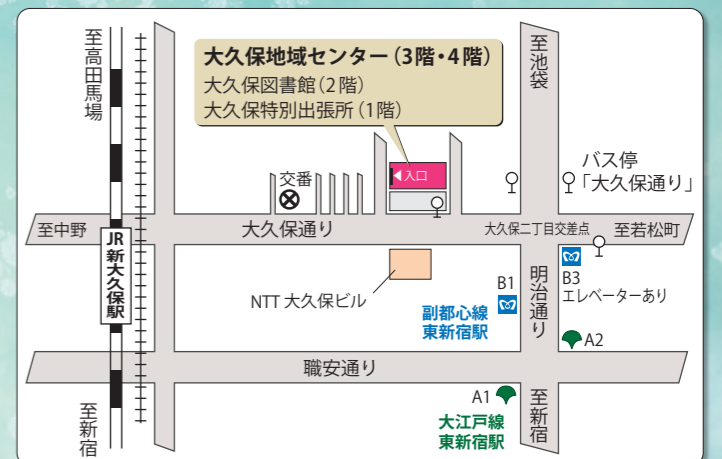 至高田馬場
大久保地域センター(3階・4階)
大久保図書館(2階)
大久保特別出張所(1階)
至池袋
バス停
「大久保通り」
入口
交番
至中野
大久保通り
大久保二丁目交差点
至若松町
JR新大久保駅
NTT 大久保ビル
B1
副都心線
東新宿駅
明治通り
B3
エレベーターあり
A2
職安通り
A1
大江戸線
東新宿駅
至新宿
至新宿